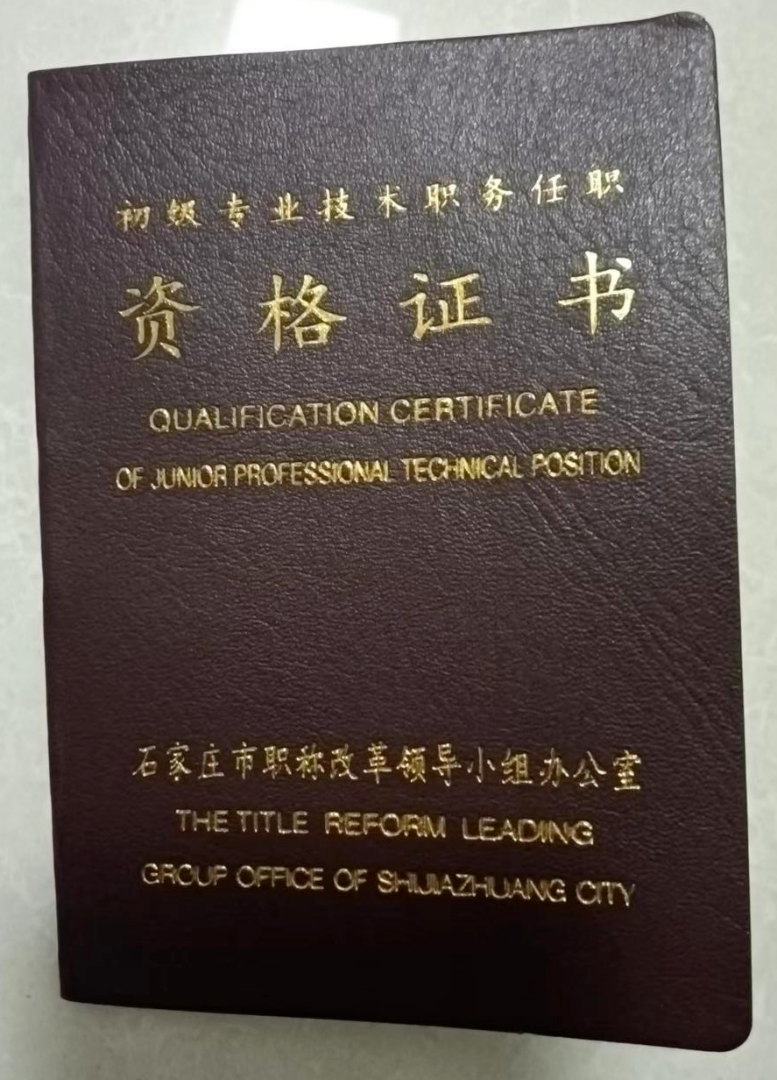 初级专业技术职务任职
资格证书
QUALIFICATION CERTIFICATE
OF JUNIOR PROFESSIONAL TECHNICAL POSITION
石家庄市职称改革领导小组办公室
THE TITLE REFORM LEADING
GROUP OFFICE OF SHIJIAZHUANG CITY